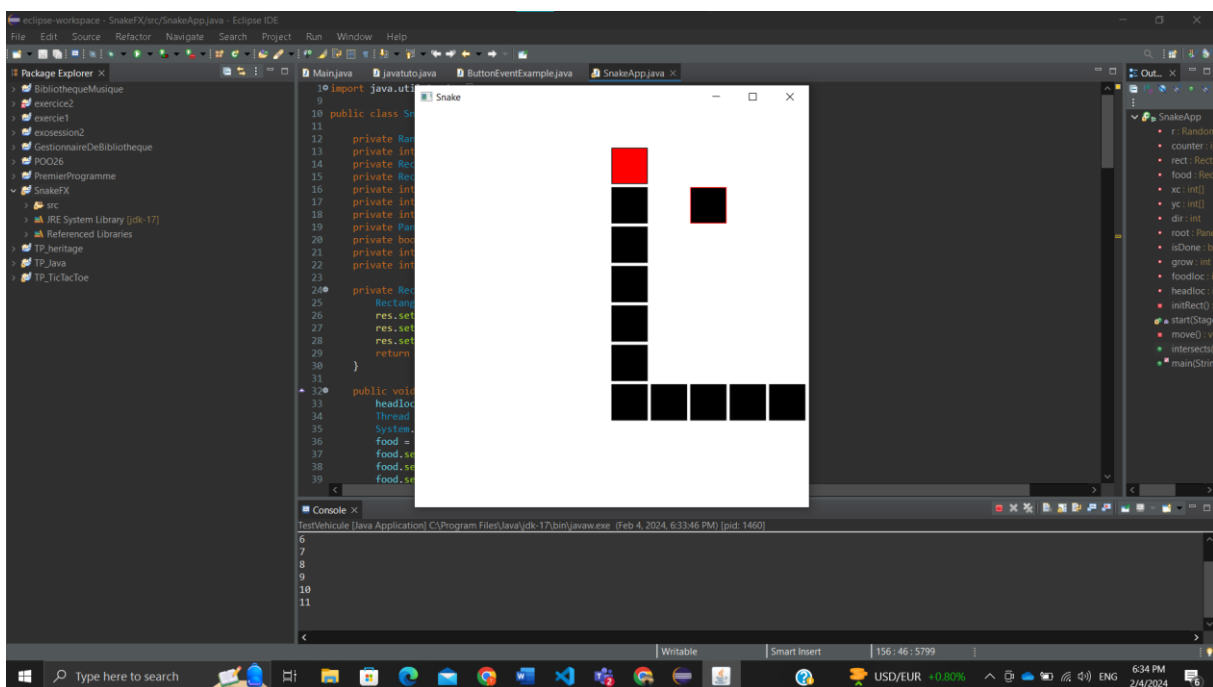 eclipse-workspace - SnakeFX/src/SnakeApp.java - Eclipse IDE
File Edit Source Refactor Navigate Search Project Run Window Help
Package Explorer
BibliothequeMusique
exercice2
exercie1
exosession2
GestionnaireDeBibliotheque
POO26
PremierProgramme
SnakeFX
src
JRE System Library [jdk-17]
Referenced Libraries
TP_heritage
TP_Java
TP_TicTacToe
Main.java javatuto.java ButtonEventExample.java SnakeApp.java
1 import java.uti
9
10 public class Sn
11
12 private Ran
13 private int
14 private Rec
15 private Rec
16 private int
17 private int
18 private int
19 private Pan
20 private boo
21 private int
22 private int
23
24 private Rec
25 Rectang
26 res.set
27 res.set
28 res.set
29 return
30 }
31
32 public void
33 headloc
34 Thread
35 System.
36 food =
37 food.se
38 food.se
39 food.se
Snake
Out...
SnakeApp
r : Random
counter : i
rect : Rect
food : Rec
xc : int[]
yc : int[]
dir : int
root : Pane
isDone : b
grow : int
foodloc : i
headloc :
initRect() :
start(Stag
move() : v
intersects(
main(Strin
Console
TestVehicule [Java Application] C:\Program Files\Java\jdk-17\bin\javaw.exe (Feb 4, 2024, 6:33:46 PM) [pid: 1460]
6
7
8
9
10
11
Writable Smart Insert 156 : 46 : 5799
Type here to search
USD/EUR +0.80%
ENG
6:34 PM
2/4/2024
6